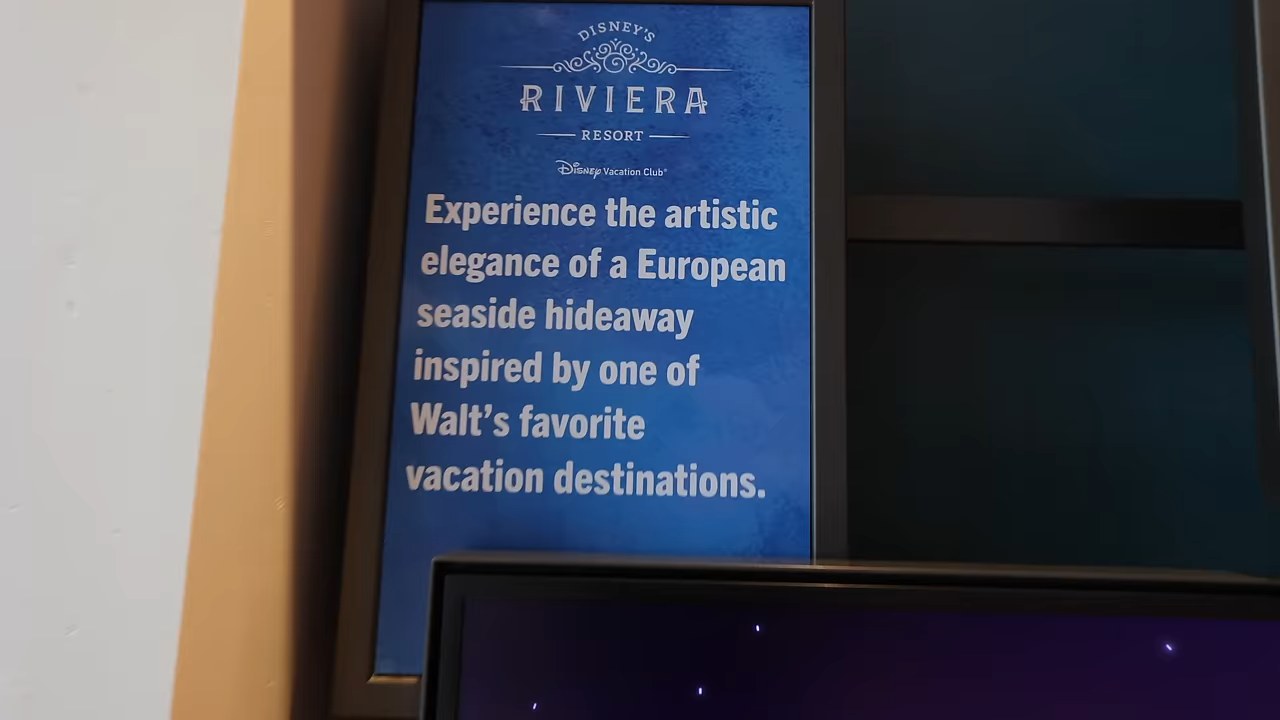 DISNEY'S
RIVIERA
RESORT
Disney Vacation Club®
Experience the artistic
elegance of a European
seaside hideaway
inspired by one of
Walt's favorite
vacation destinations.